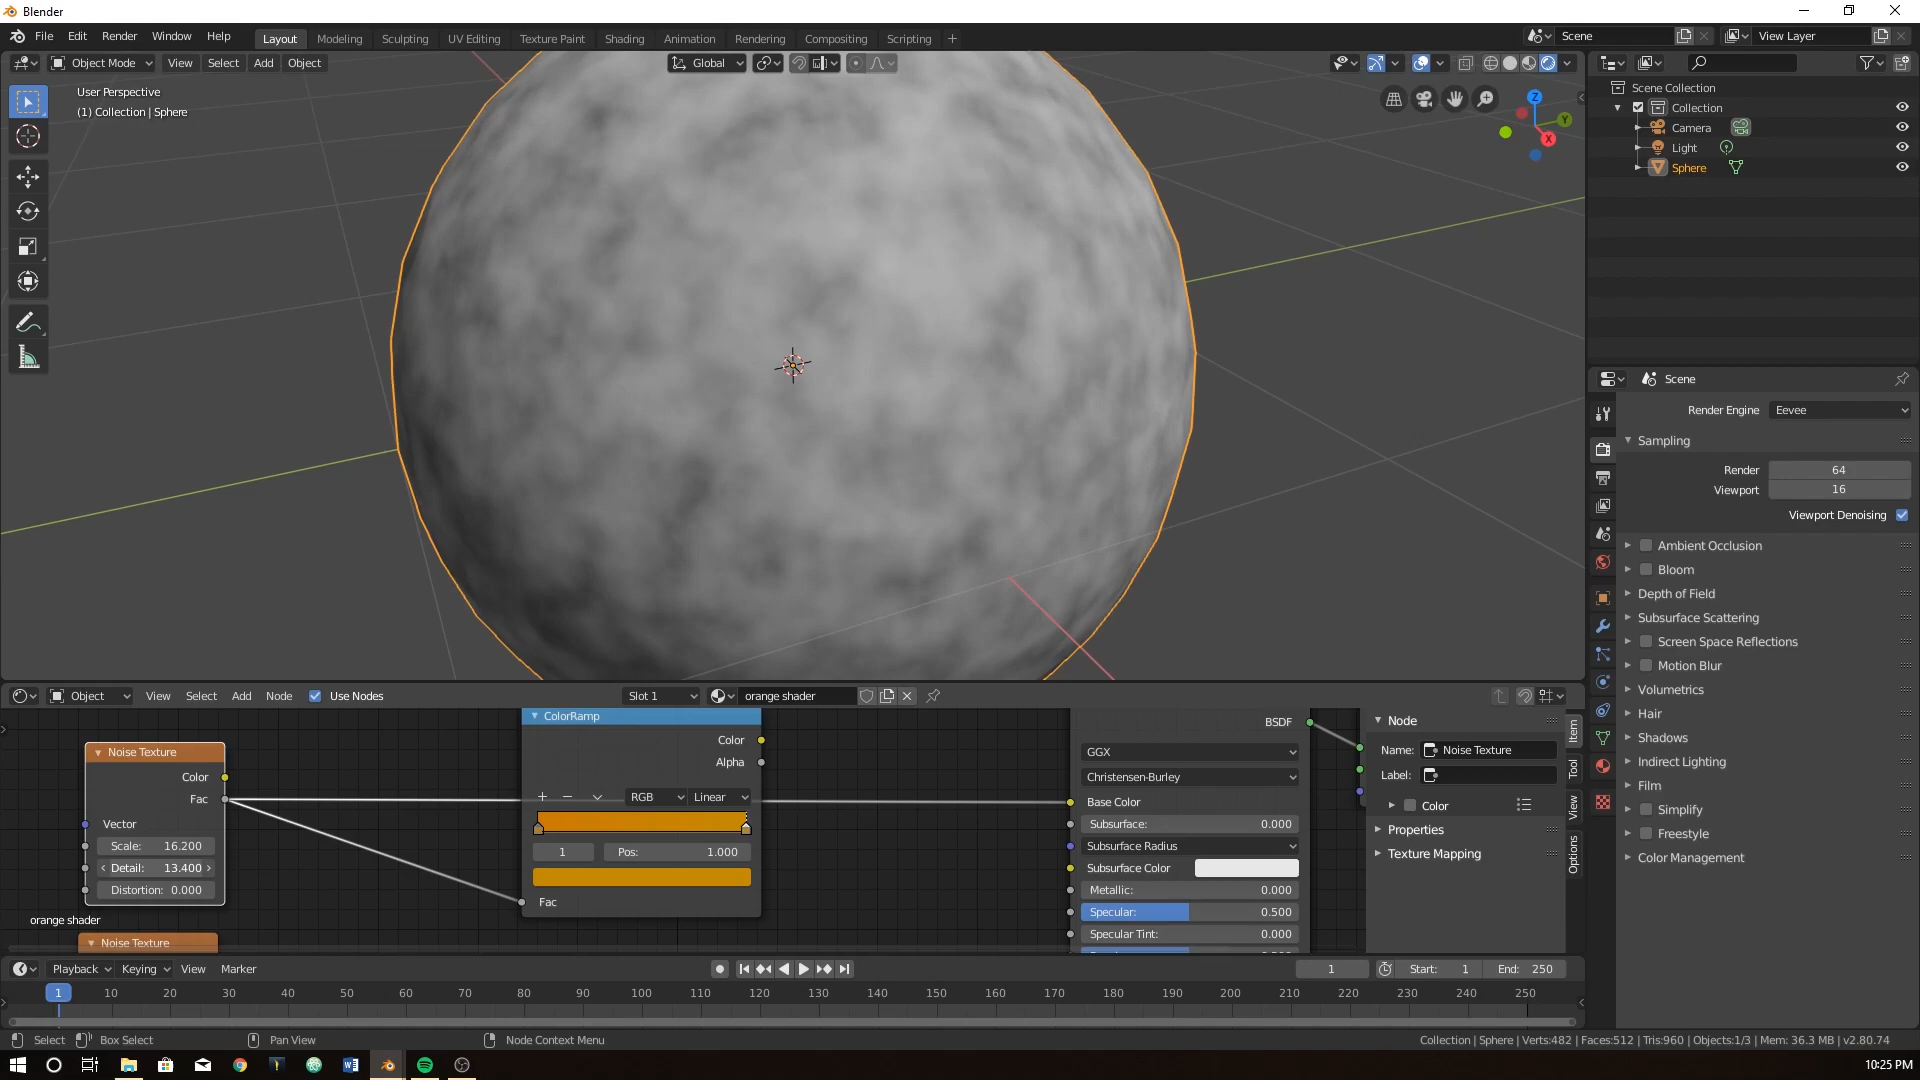 Blender
File Edit Render Window Help
Layout Modeling Sculpting UV Editing Texture Paint Shading Animation Rendering Compositing Scripting
Scene
View Layer
Object Mode View Select Add Object
Global
User Perspective
(1) Collection | Sphere
Z
Y
X
Scene Collection
Collection
Camera
Light
Sphere
Scene
Render Engine Eevee
Sampling
Render 64
Viewport 16
Viewport Denoising
Ambient Occlusion
Bloom
Depth of Field
Subsurface Scattering
Screen Space Reflections
Motion Blur
Volumetrics
Hair
Shadows
Indirect Lighting
Film
Simplify
Freestyle
Color Management
Object View Select Add Node Use Nodes Slot 1 orange shader
Noise Texture
Color
Fac
Vector
Scale: 16.200
Detail: 13.400
Distortion: 0.000
orange shader
Noise Texture
ColorRamp
Color
Alpha
RGB Linear
1 Pos: 1.000
Fac
BSDF
GGX
Christensen-Burley
Base Color
Subsurface: 0.000
Subsurface Radius
Subsurface Color
Metallic: 0.000
Specular: 0.500
Specular Tint: 0.000
Node
Name: Noise Texture
Label:
Color
Properties
Texture Mapping
Item
Tool
View
Options
Playback Keying View Marker
1 Start: 1 End: 250
1 10 20 30 40 50 60 70 80 90 100 110 120 130 140 150 160 170 180 190 200 210 220 230 240 250
Select Box Select Pan View Node Context Menu
Collection | Sphere | Verts:482 | Faces:512 | Tris:960 | Objects:1/3 | Mem: 36.3 MB | v2.80.74
10:25 PM